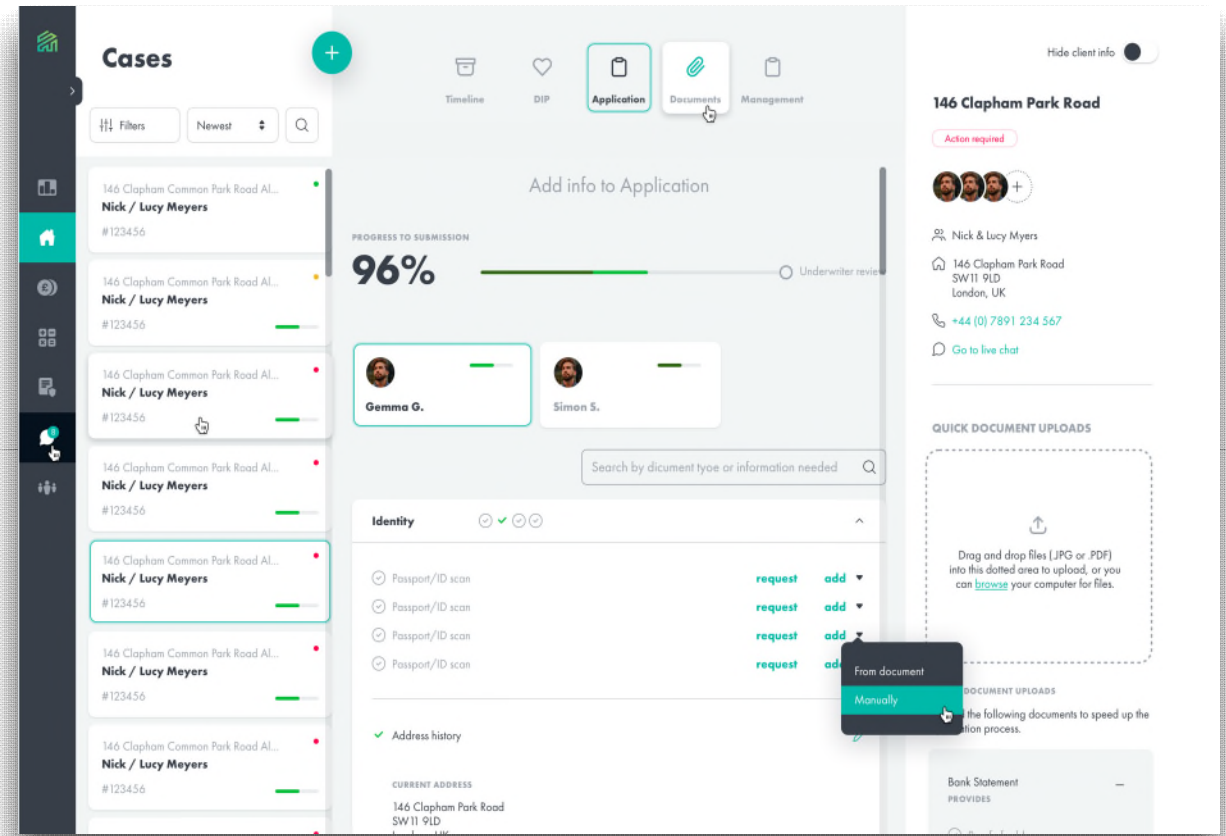 Cases
+
Filters
Newest
146 Clapham Common Park Road Al...
Nick / Lucy Meyers
#123456
146 Clapham Common Park Road Al...
Nick / Lucy Meyers
#123456
146 Clapham Common Park Road Al...
Nick / Lucy Meyers
#123456
146 Clapham Common Park Road Al...
Nick / Lucy Meyers
#123456
146 Clapham Common Park Road Al...
Nick / Lucy Meyers
#123456
146 Clapham Common Park Road Al...
Nick / Lucy Meyers
#123456
146 Clapham Common Park Road Al...
Nick / Lucy Meyers
#123456
Timeline
DIP
Application
Documents
Management
Add info to Application
PROGRESS TO SUBMISSION
96%
Underwriter review
Gemma G.
Simon S.
Search by dicument tyoe or information needed
Identity
Passport/ID scan request add
Passport/ID scan request add
Passport/ID scan request add
Passport/ID scan request
From document
Manually
Address history
CURRENT ADDRESS
146 Clapham Park Road
SW11 9LD
Hide client info
146 Clapham Park Road
Action required
+
Nick & Lucy Myers
146 Clapham Park Road
SW11 9LD
London, UK
+44 (0) 7891 234 567
Go to live chat
QUICK DOCUMENT UPLOADS
Drag and drop files (.JPG or .PDF)
into this dotted area to upload, or you
can browse your computer for files.
DOCUMENT UPLOADS
the following documents to speed up the
process.
Bank Statement
PROVIDES